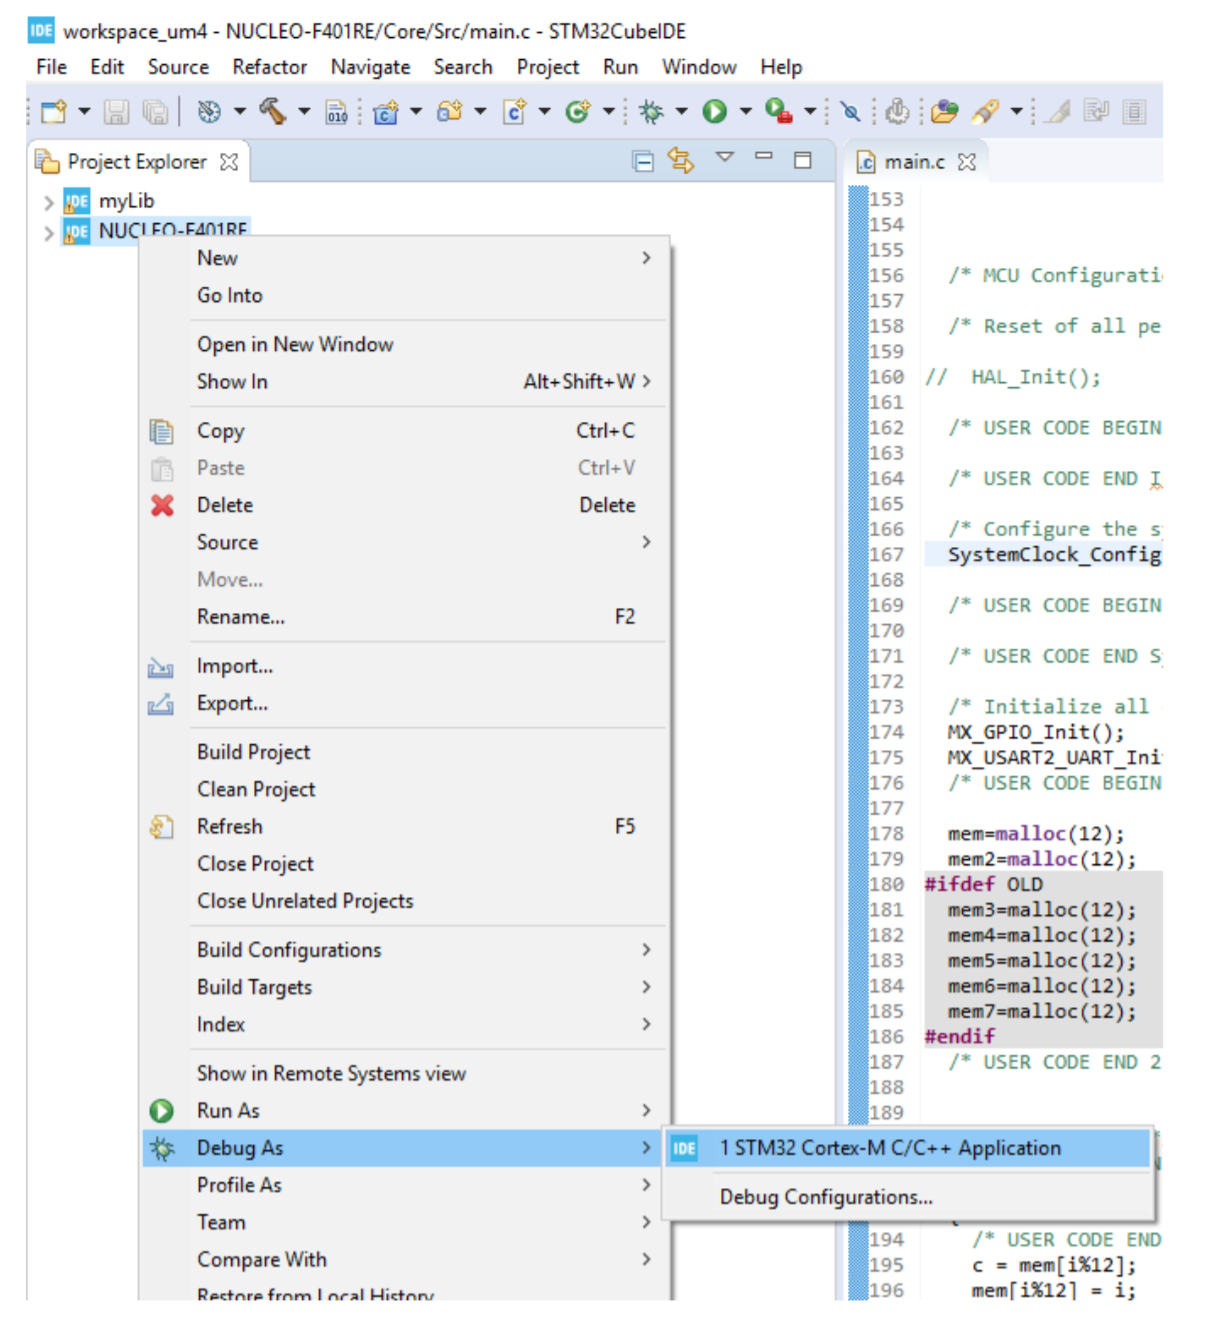 IDE workspace_um4 - NUCLEO-F401RE/Core/Src/main.c - STM32CubeIDE
File Edit Source Refactor Navigate Search Project Run Window Help
Project Explorer
IDE myLib
IDE NUCLEO-F401RE
New
Go Into
Open in New Window
Show In Alt+Shift+W
Copy Ctrl+C
Paste Ctrl+V
Delete Delete
Source
Move...
Rename... F2
Import...
Export...
Build Project
Clean Project
Refresh F5
Close Project
Close Unrelated Projects
Build Configurations
Build Targets
Index
Show in Remote Systems view
Run As
Debug As
Profile As
Team
Compare With
Restore from Local History
IDE 1 STM32 Cortex-M C/C++ Application
Debug Configurations...
main.c
153
154
155
156 /* MCU Configurati
157
158 /* Reset of all pe
159
160 // HAL_Init();
161
162 /* USER CODE BEGIN
163
164 /* USER CODE END I
165
166 /* Configure the s
167 SystemClock_Config
168
169 /* USER CODE BEGIN
170
171 /* USER CODE END S
172
173 /* Initialize all
174 MX_GPIO_Init();
175 MX_USART2_UART_Ini
176 /* USER CODE BEGIN
177
178 mem=malloc(12);
179 mem2=malloc(12);
180 #ifdef OLD
181 mem3=malloc(12);
182 mem4=malloc(12);
183 mem5=malloc(12);
184 mem6=malloc(12);
185 mem7=malloc(12);
186 #endif
187 /* USER CODE END 2
188
189
194 /* USER CODE END
195 c = mem[i%12];
196 mem[i%12] = i;